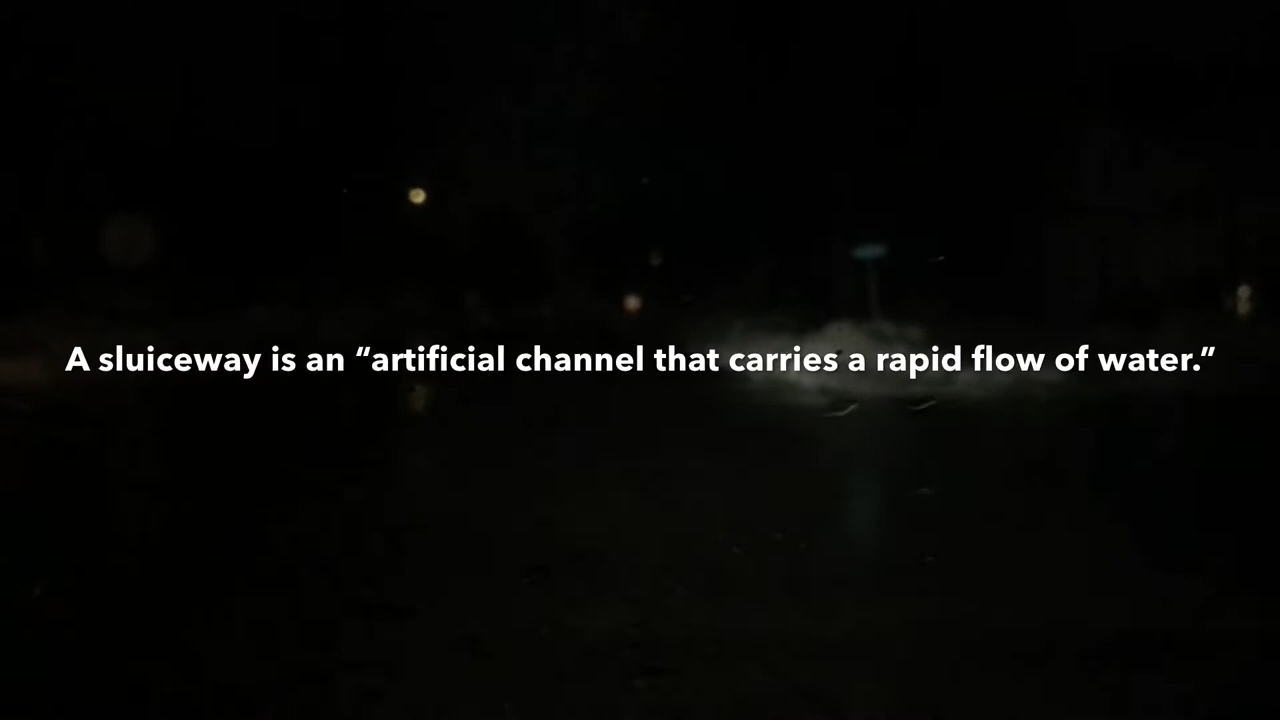 A sluiceway is an “artificial channel that carries a rapid flow of water.”